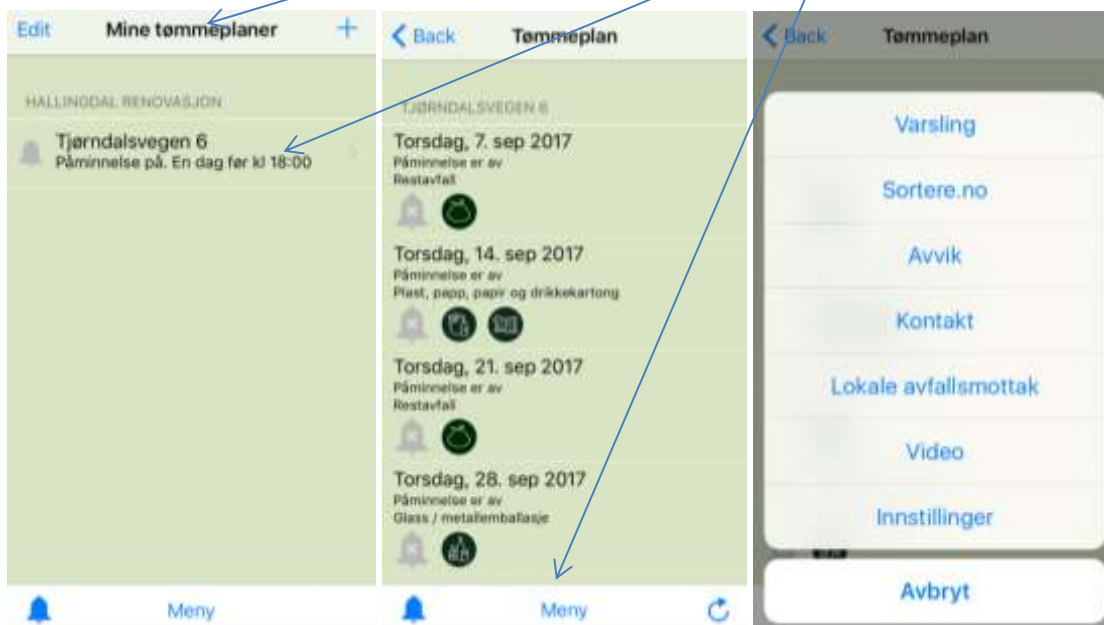 Edit Mine tømmeplaner +
HALLINGDAL RENOVASJON
Tjørndalsvegen 6
Påminnelse på. En dag før kl 18:00
Meny
Back Tømmeplan
TJØRNDALSVEGEN 6
Torsdag, 7. sep 2017
Påminnelse er av
Restavfall
Torsdag, 14. sep 2017
Påminnelse er av
Plast, papp, papir og drikkekartong
Torsdag, 21. sep 2017
Påminnelse er av
Restavfall
Torsdag, 28. sep 2017
Påminnelse er av
Glass / metallemballasje
Meny
Back Tømmeplan
Varsling
Sortere.no
Avvik
Kontakt
Lokale avfallsmottak
Video
Innstillinger
Avbryt